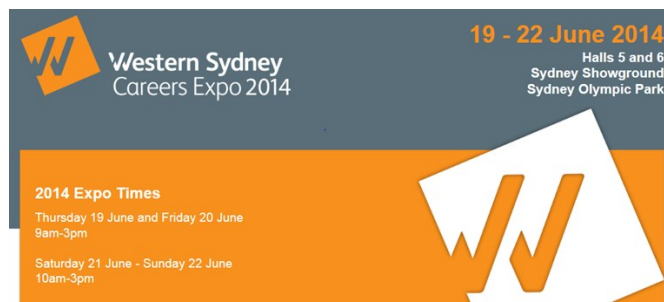 Western Sydney
Careers Expo 2014
19 - 22 June 2014
Halls 5 and 6
Sydney Showground
Sydney Olympic Park
2014 Expo Times
Thursday 19 June and Friday 20 June
9am-3pm
Saturday 21 June - Sunday 22 June
10am-3pm